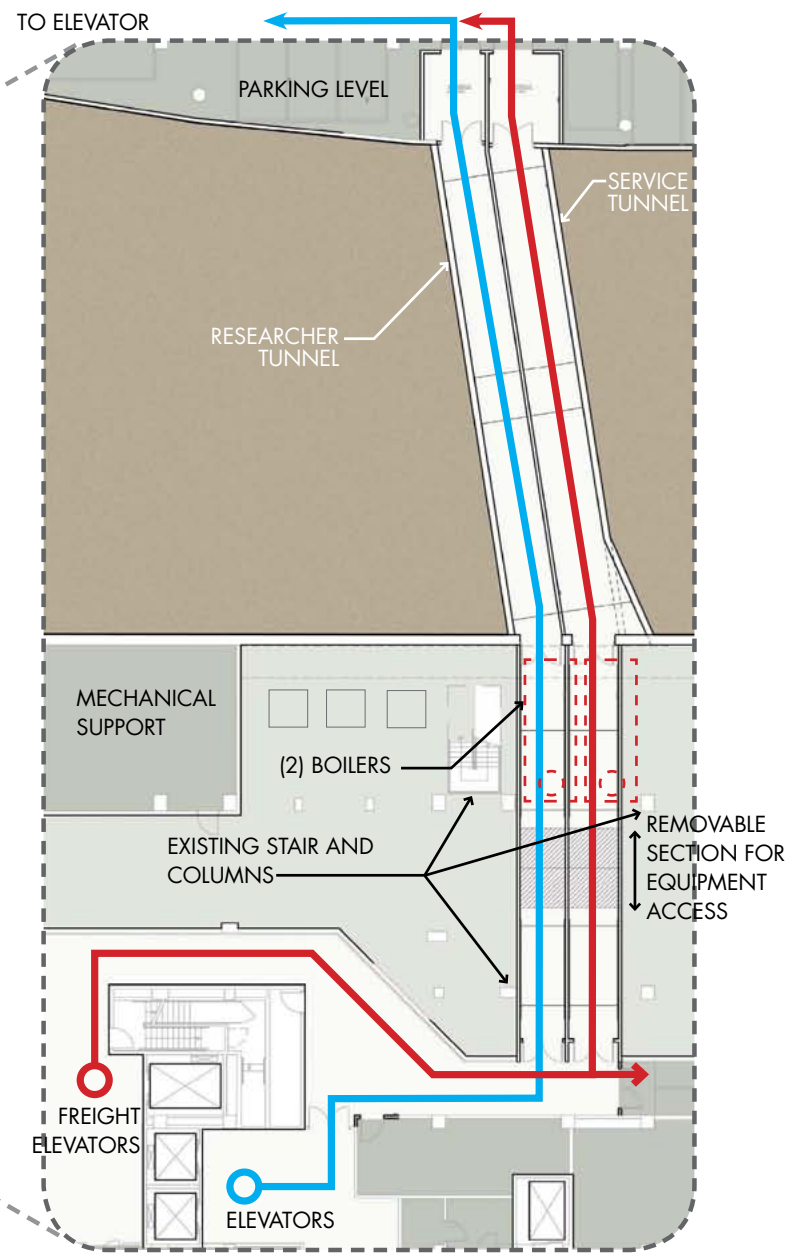 TO ELEVATOR
PARKING LEVEL
SERVICE
TUNNEL
RESEARCHER
TUNNEL
MECHANICAL
SUPPORT
(2) BOILERS
EXISTING STAIR AND
COLUMNS
REMOVABLE
SECTION FOR
EQUIPMENT
ACCESS
FREIGHT
ELEVATORS
ELEVATORS